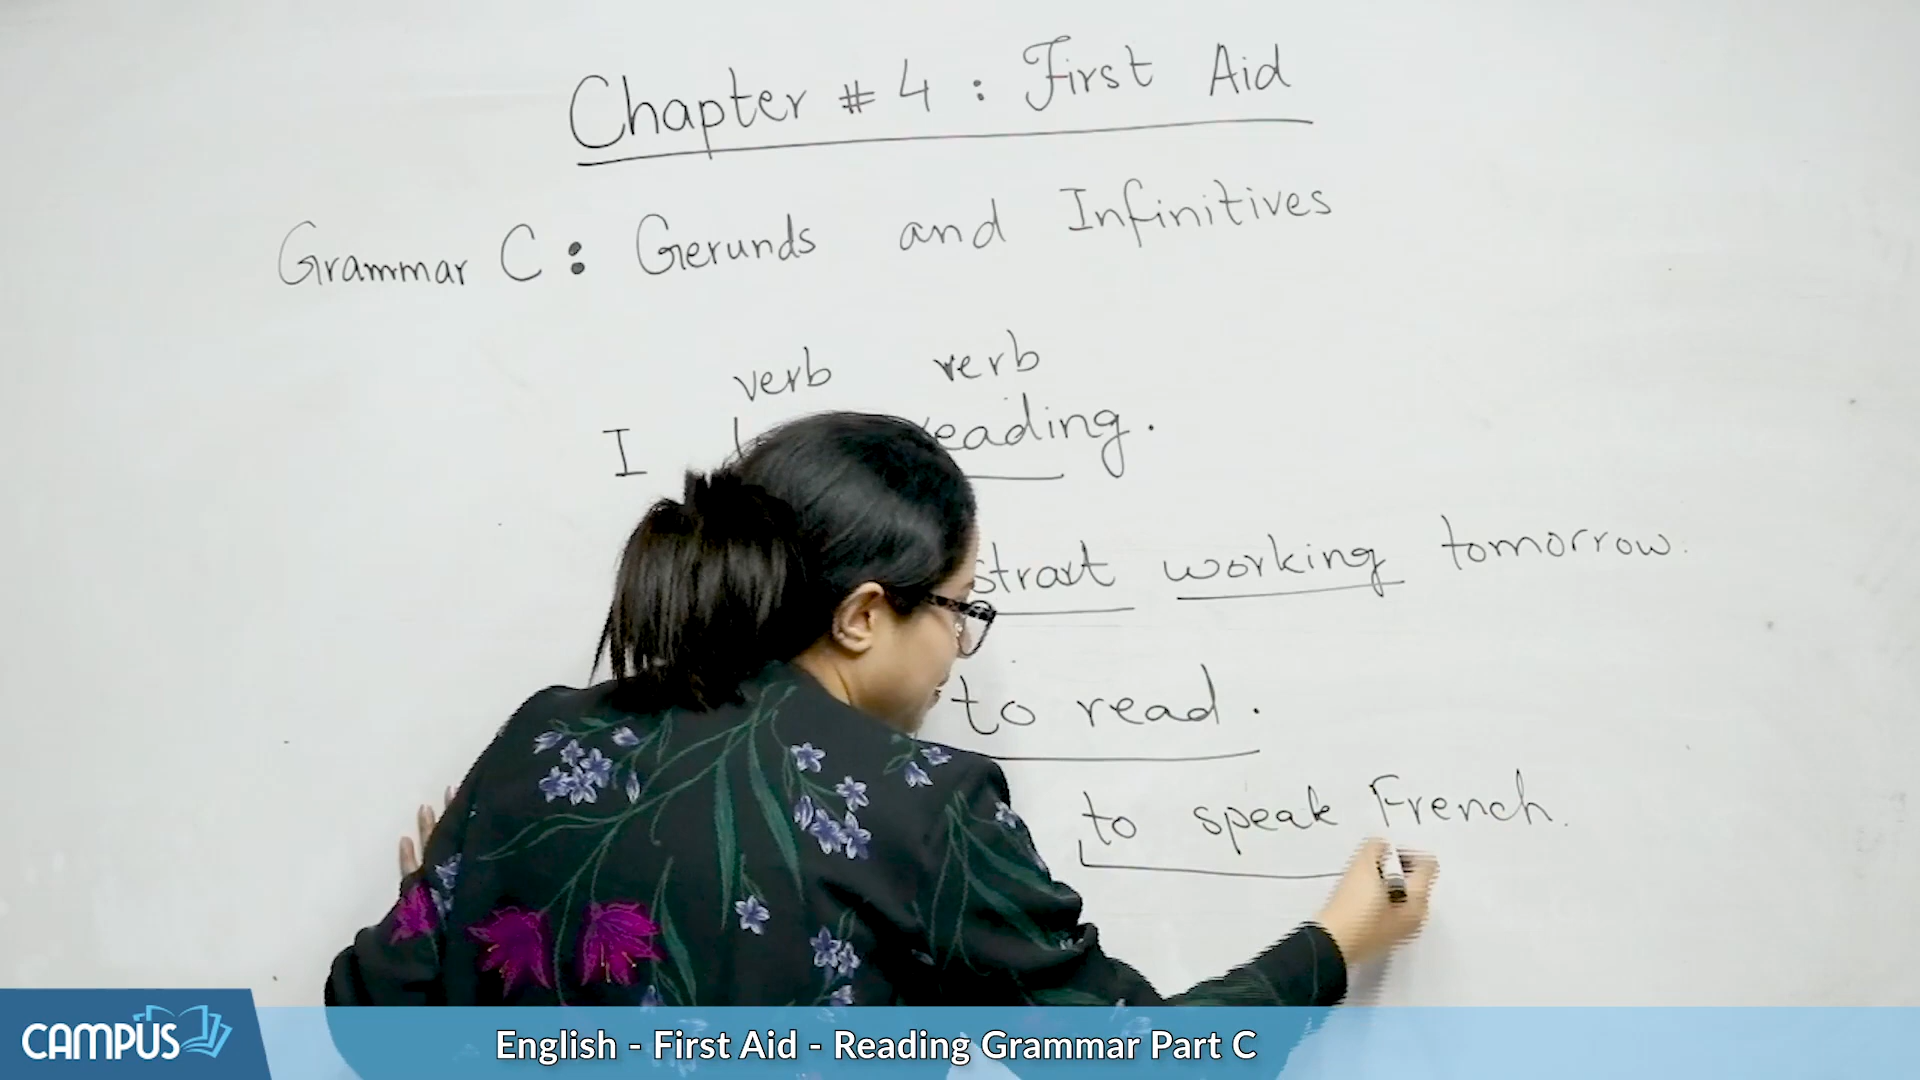 Chapter # 4 : First Aid
Grammar C : Gerunds and Infinitives
verb verb
I eading.
strart working tomorrow.
to read.
to speak French.
CAMPUS
English - First Aid - Reading Grammar Part C